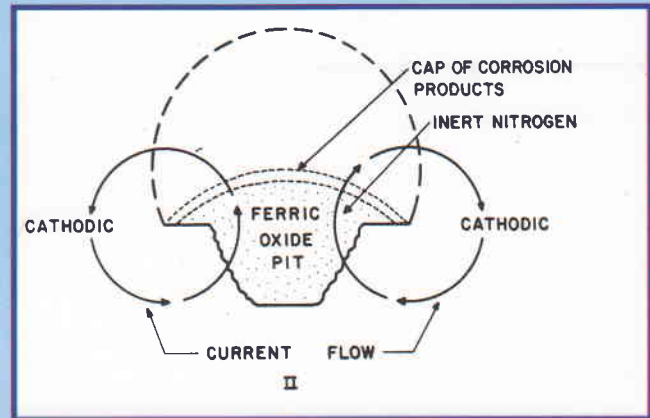 CAP OF CORROSION
PRODUCTS
INERT NITROGEN
CATHODIC
FERRIC
OXIDE
PIT
CATHODIC
CURRENT FLOW
II